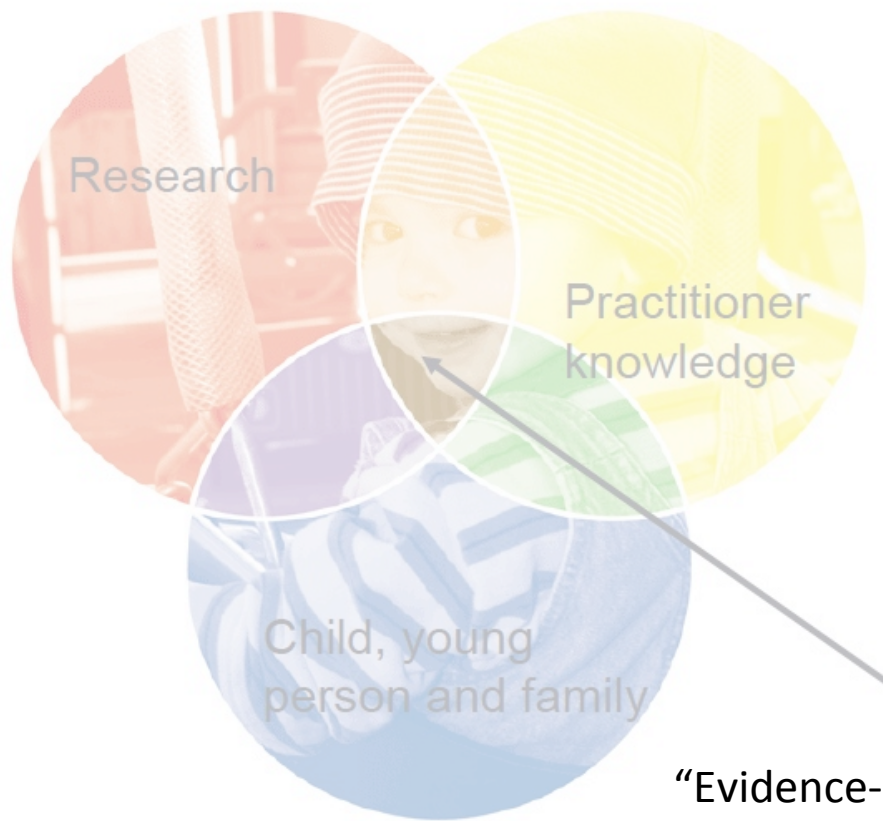 Research
Practitioner
knowledge
Child, young
person and family
“Evidence-